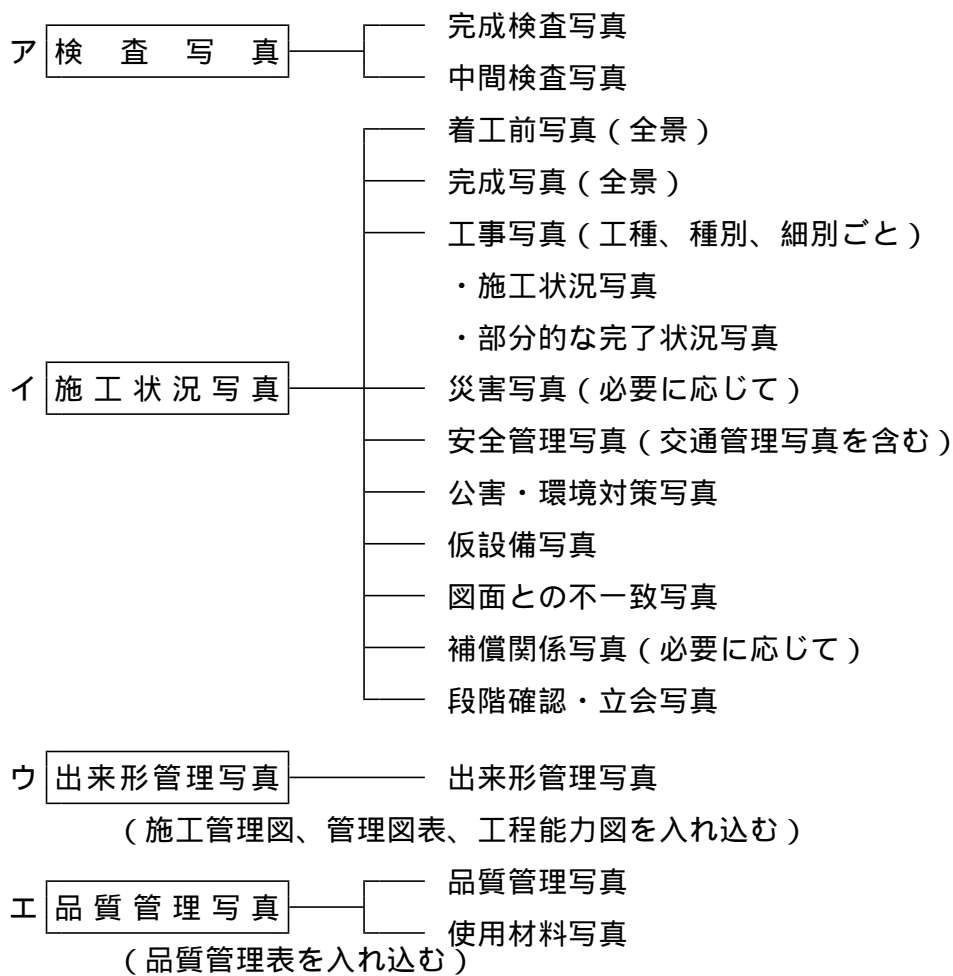 完成検査写真
ア 検査写真
中間検査写真
着工前写真（全景）
完成写真（全景）
工事写真（工種、種別、細別ごと）
・施工状況写真
・部分的な完了状況写真
イ 施工状況写真
災害写真（必要に応じて）
安全管理写真（交通管理写真を含む）
公害・環境対策写真
仮設備写真
図面との不一致写真
補償関係写真（必要に応じて）
段階確認・立会写真
ウ 出来形管理写真 出来形管理写真
（施工管理図、管理図表、工程能力図を入れ込む）
品質管理写真
エ 品質管理写真
使用材料写真
（品質管理表を入れ込む）